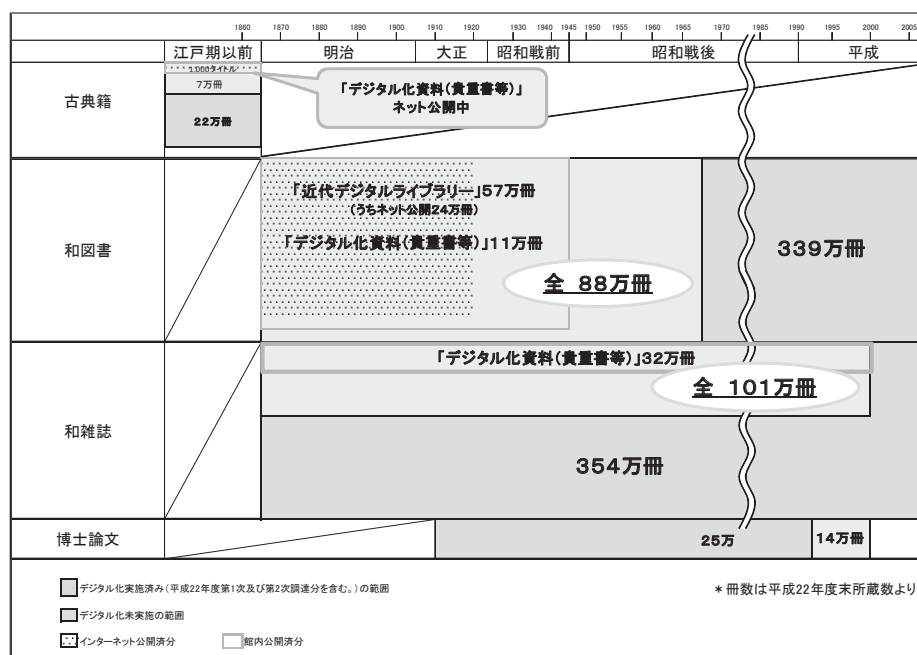 1860 1870 1880 1890 1900 1910 1920 1930 1940 1945 1950 1955 1960 1965 1970 1985 1990 2000 2005
江戸期以前 明治 大正 昭和戦前 昭和戦後 平成
古典籍
1,000タイトル
7万冊
22万冊
「デジタル化資料(貴重書等)」
ネット公開中
和図書
「近代デジタルライブラリー」57万冊
(うちネット公開24万冊)
「デジタル化資料(貴重書等)」11万冊
全 88万冊
339万冊
和雑誌
「デジタル化資料(貴重書等)」32万冊
全 101万冊
354万冊
博士論文
25万
14万冊
デジタル化実施済み(平成22年度第1次及び第2次調達分を含む。)の範囲
デジタル化未実施の範囲
インターネット公開済分 館内公開済分
*冊数は平成22年度末所蔵数より